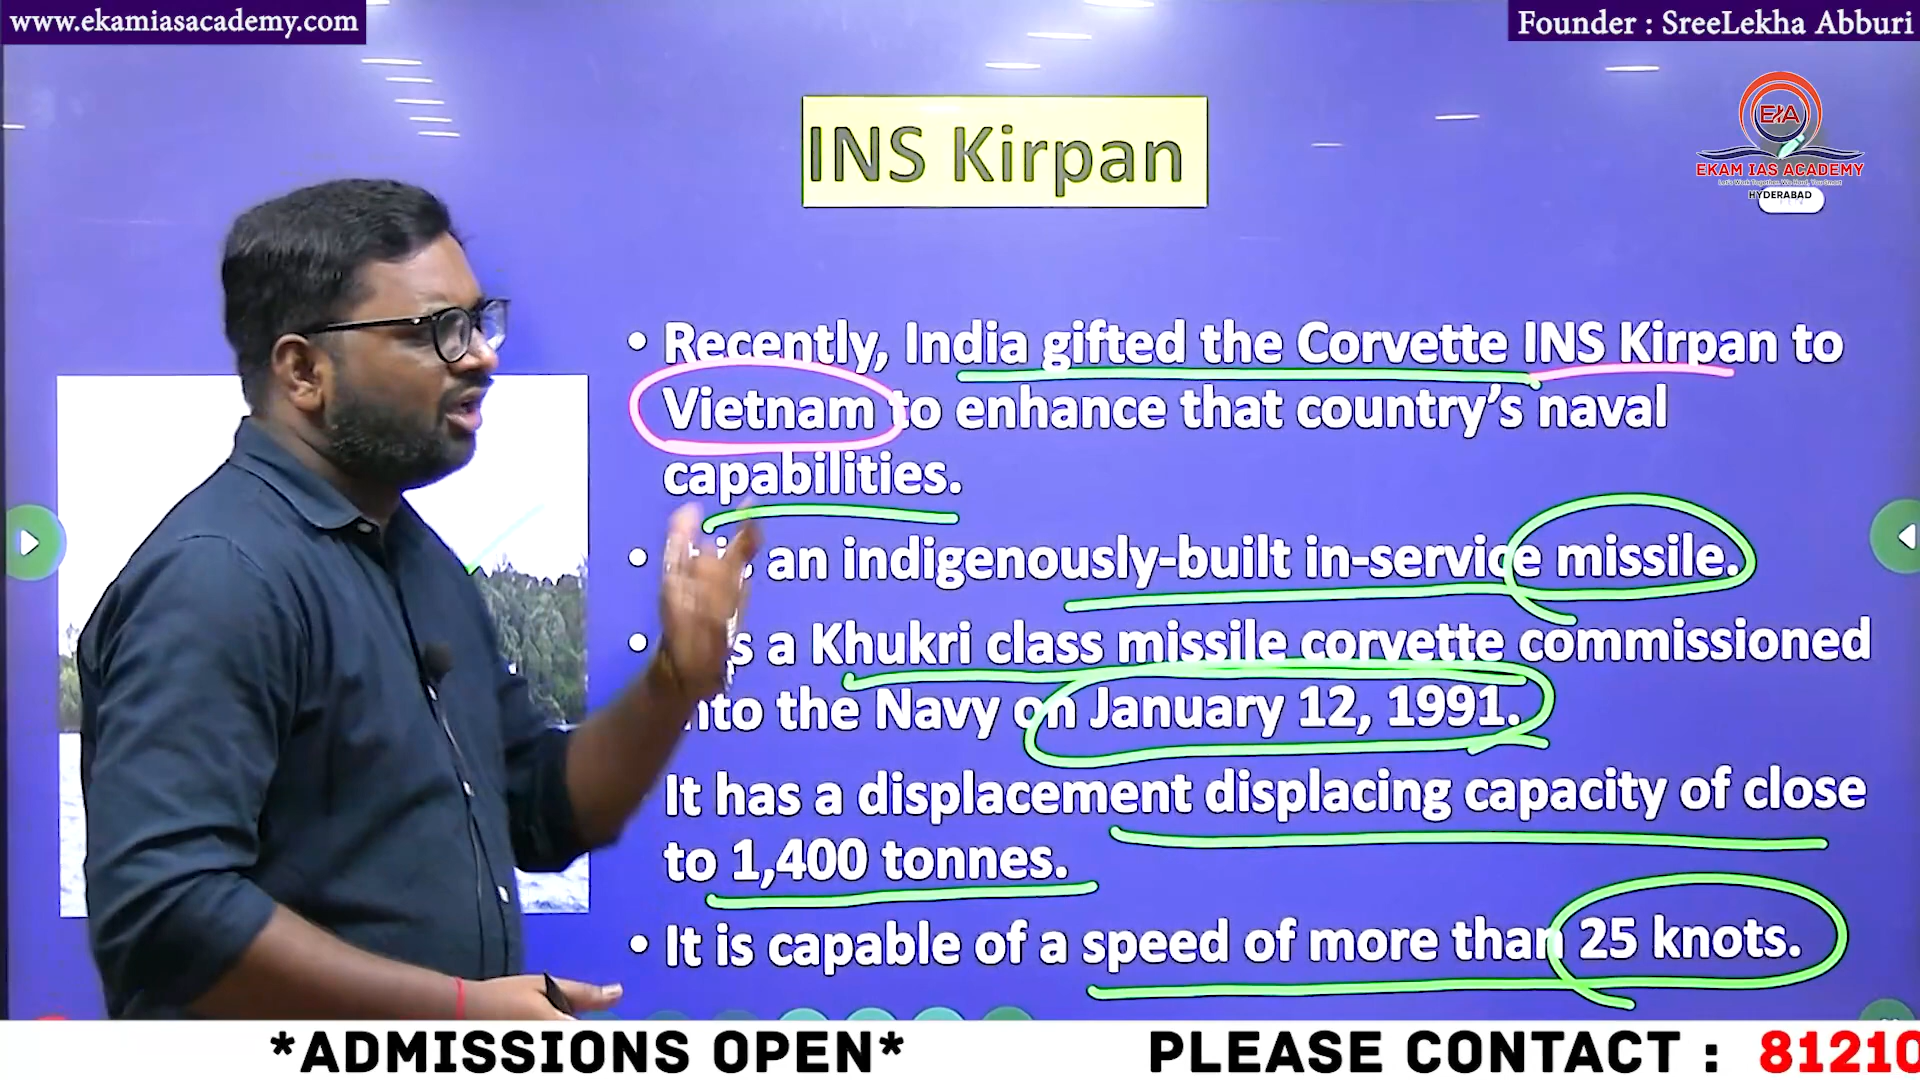 www.ekamiasacademy.com
Founder : SreeLekha Abburi
INS Kirpan
EA
EKAM IAS ACADEMY
HYDERABAD
• Recently, India gifted the Corvette INS Kirpan to
Vietnam to enhance that country’s naval
capabilities.
• an indigenously-built in-service missile.
• a Khukri class missile corvette commissioned
the Navy on January 12, 1991.
It has a displacement displacing capacity of close
to 1,400 tonnes.
• It is capable of a speed of more than 25 knots.
*ADMISSIONS OPEN* PLEASE CONTACT : 81210